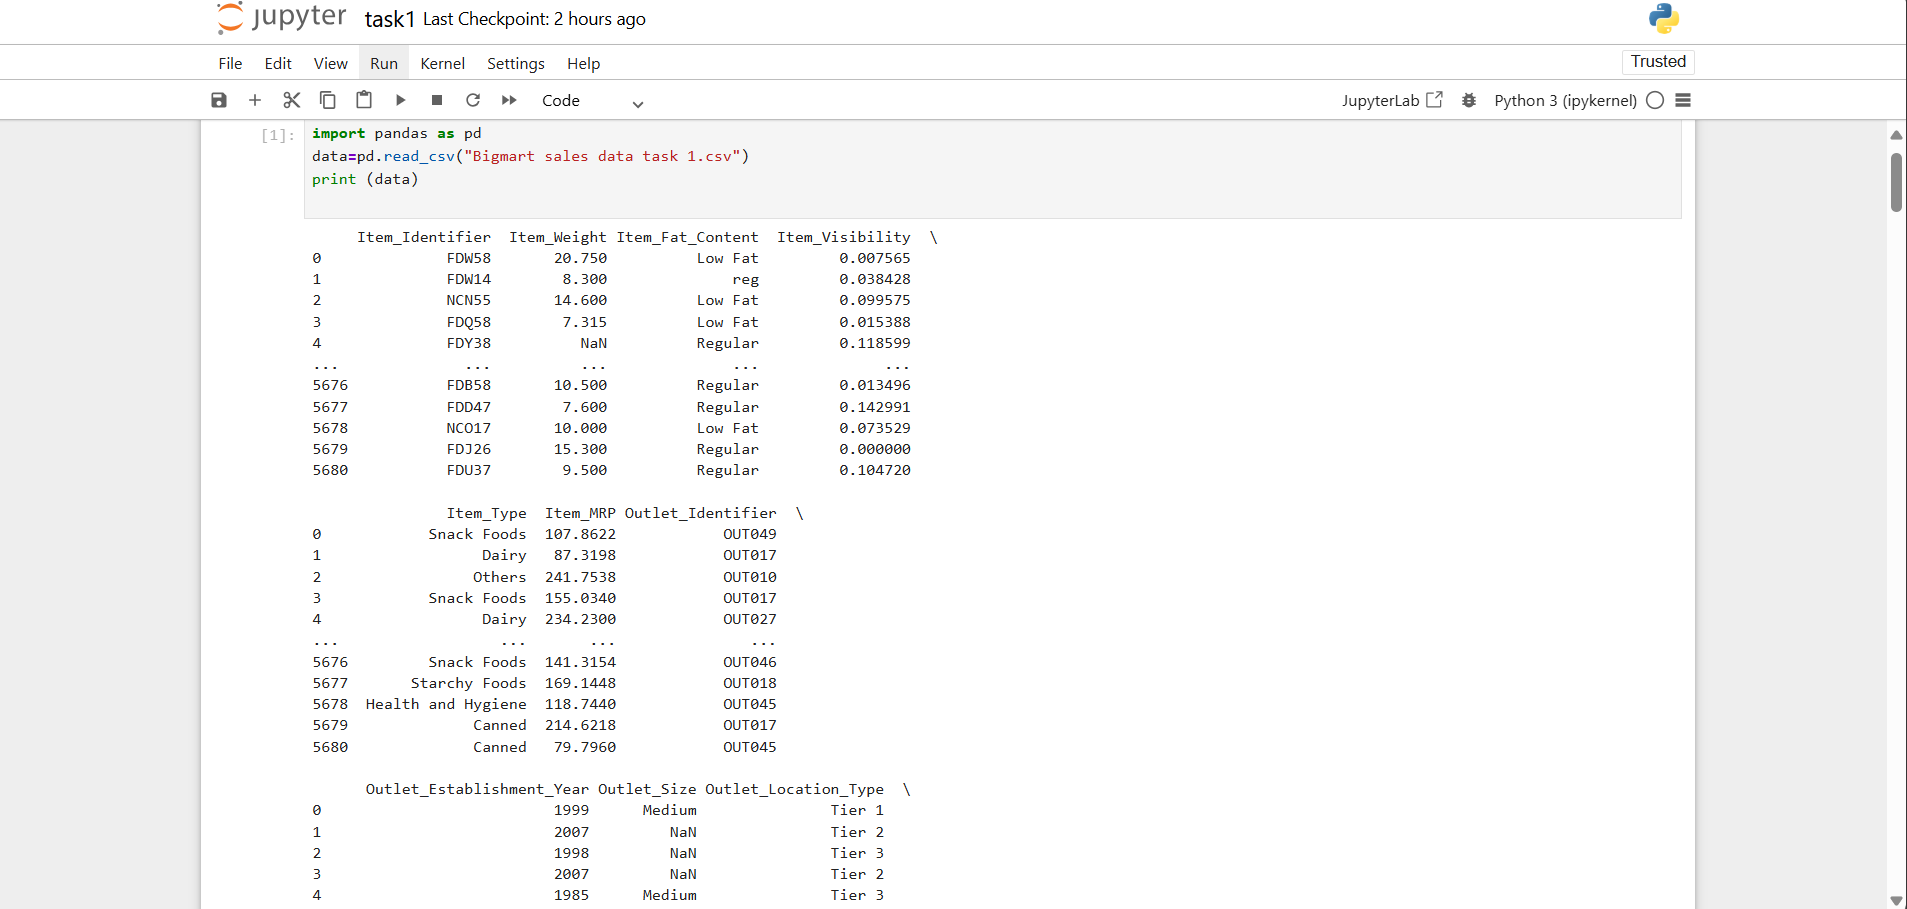 jupyter task1 Last Checkpoint: 2 hours ago
File Edit View Run Kernel Settings Help Trusted
Code JupyterLab Python 3 (ipykernel)
[1]: import pandas as pd
data=pd.read_csv("Bigmart sales data task 1.csv")
print (data)
Item_Identifier Item_Weight Item_Fat_Content Item_Visibility \
0 FDW58 20.750 Low Fat 0.007565
1 FDW14 8.300 reg 0.038428
2 NCN55 14.600 Low Fat 0.099575
3 FDQ58 7.315 Low Fat 0.015388
4 FDY38 NaN Regular 0.118599
... ... ... ... ...
5676 FDB58 10.500 Regular 0.013496
5677 FDD47 7.600 Regular 0.142991
5678 NCO17 10.000 Low Fat 0.073529
5679 FDJ26 15.300 Regular 0.000000
5680 FDU37 9.500 Regular 0.104720
Item_Type Item_MRP Outlet_Identifier \
0 Snack Foods 107.8622 OUT049
1 Dairy 87.3198 OUT017
2 Others 241.7538 OUT010
3 Snack Foods 155.0340 OUT017
4 Dairy 234.2300 OUT027
... ... ... ...
5676 Snack Foods 141.3154 OUT046
5677 Starchy Foods 169.1448 OUT018
5678 Health and Hygiene 118.7440 OUT045
5679 Canned 214.6218 OUT017
5680 Canned 79.7960 OUT045
Outlet_Establishment_Year Outlet_Size Outlet_Location_Type \
0 1999 Medium Tier 1
1 2007 NaN Tier 2
2 1998 NaN Tier 3
3 2007 NaN Tier 2
4 1985 Medium Tier 3